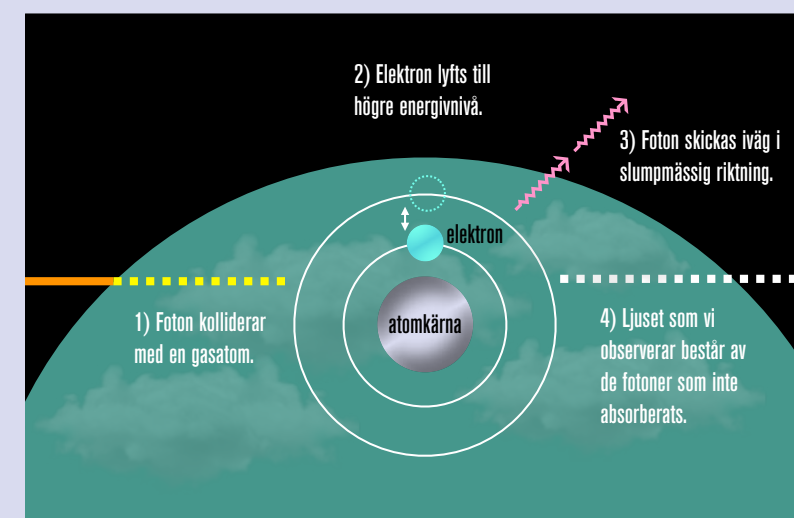 2) Elektron lyfts till
högre energivnivå.
3) Foton skickas iväg i
slumpmässig riktning.
elektron
atomkärna
1) Foton kolliderar
med en gasatom.
4) Ljuset som vi
observerar består av
de fotoner som inte
absorberats.